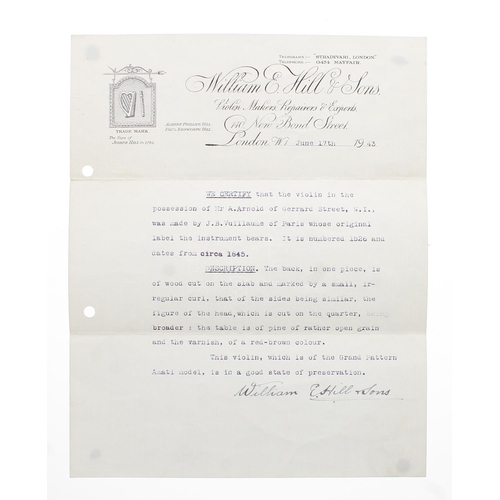 TELEGRAMS — "STRADIVARI, LONDON"
TELEPHONE — 0454 MAYFAIR.
William E. Hill & Sons,
Violin Makers, Repairers & Experts,
140 New Bond Street
London, W1 June 17th 1943
TRADE MARK
The Sign of
JOSEPH HILL in 1762.
WE CERTIFY that the violin in the
possession of Mr A.Arnold of Gerrard Street, W.I.,
was made by J.B.Vuillaume of Paris whose original
label the instrument bears. It is numbered 1526 and
dates from circa 1845.
DESCRIPTION. The back, in one piece, is
of wood cut on the slab and marked by a small, ir-
regular curl, that of the sides being similar, the
figure of the head,which is cut on the quarter, being
broader : the table is of pine of rather open grain
and the varnish, of a red-brown colour.
This violin, which is of the Grand Pattern
Amati model, is in a good state of preservation.
William E. Hill & Sons